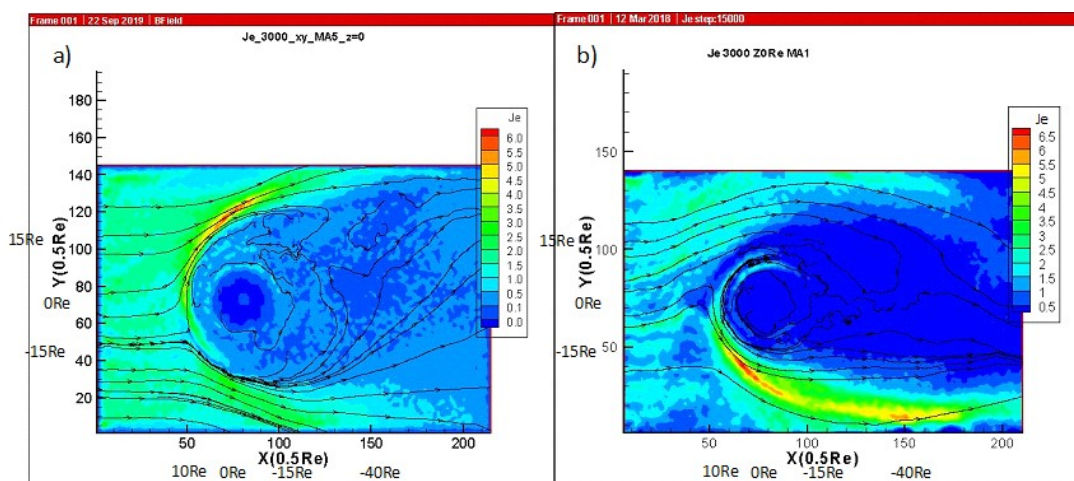 Frame 001 | 22 Sep 2019 | BField
Je_3000_xy_MA5_z=0
a)
Je
6.0
5.5
5.0
4.5
4.0
3.5
3.0
2.5
2.0
1.5
1.0
0.5
0.1
0.0
180
160
140
120
100
80
60
40
20
Y(0.5Re)
15Re
0Re
-15Re
50
100
150
200
X(0.5Re)
10Re 0Re -15Re -40Re
Frame 001 | 12 Mar 2018 | Je step:15000
Je 3000 Z0Re MA1
b)
Je
6.5
6
5.5
5
4.5
4
3.5
3
2.5
2
1.5
1
0.5
150
100
50
Y(0.5Re)
15Re
0Re
-15Re
50
100
150
200
X(0.5Re)
10Re 0Re -15Re -40Re